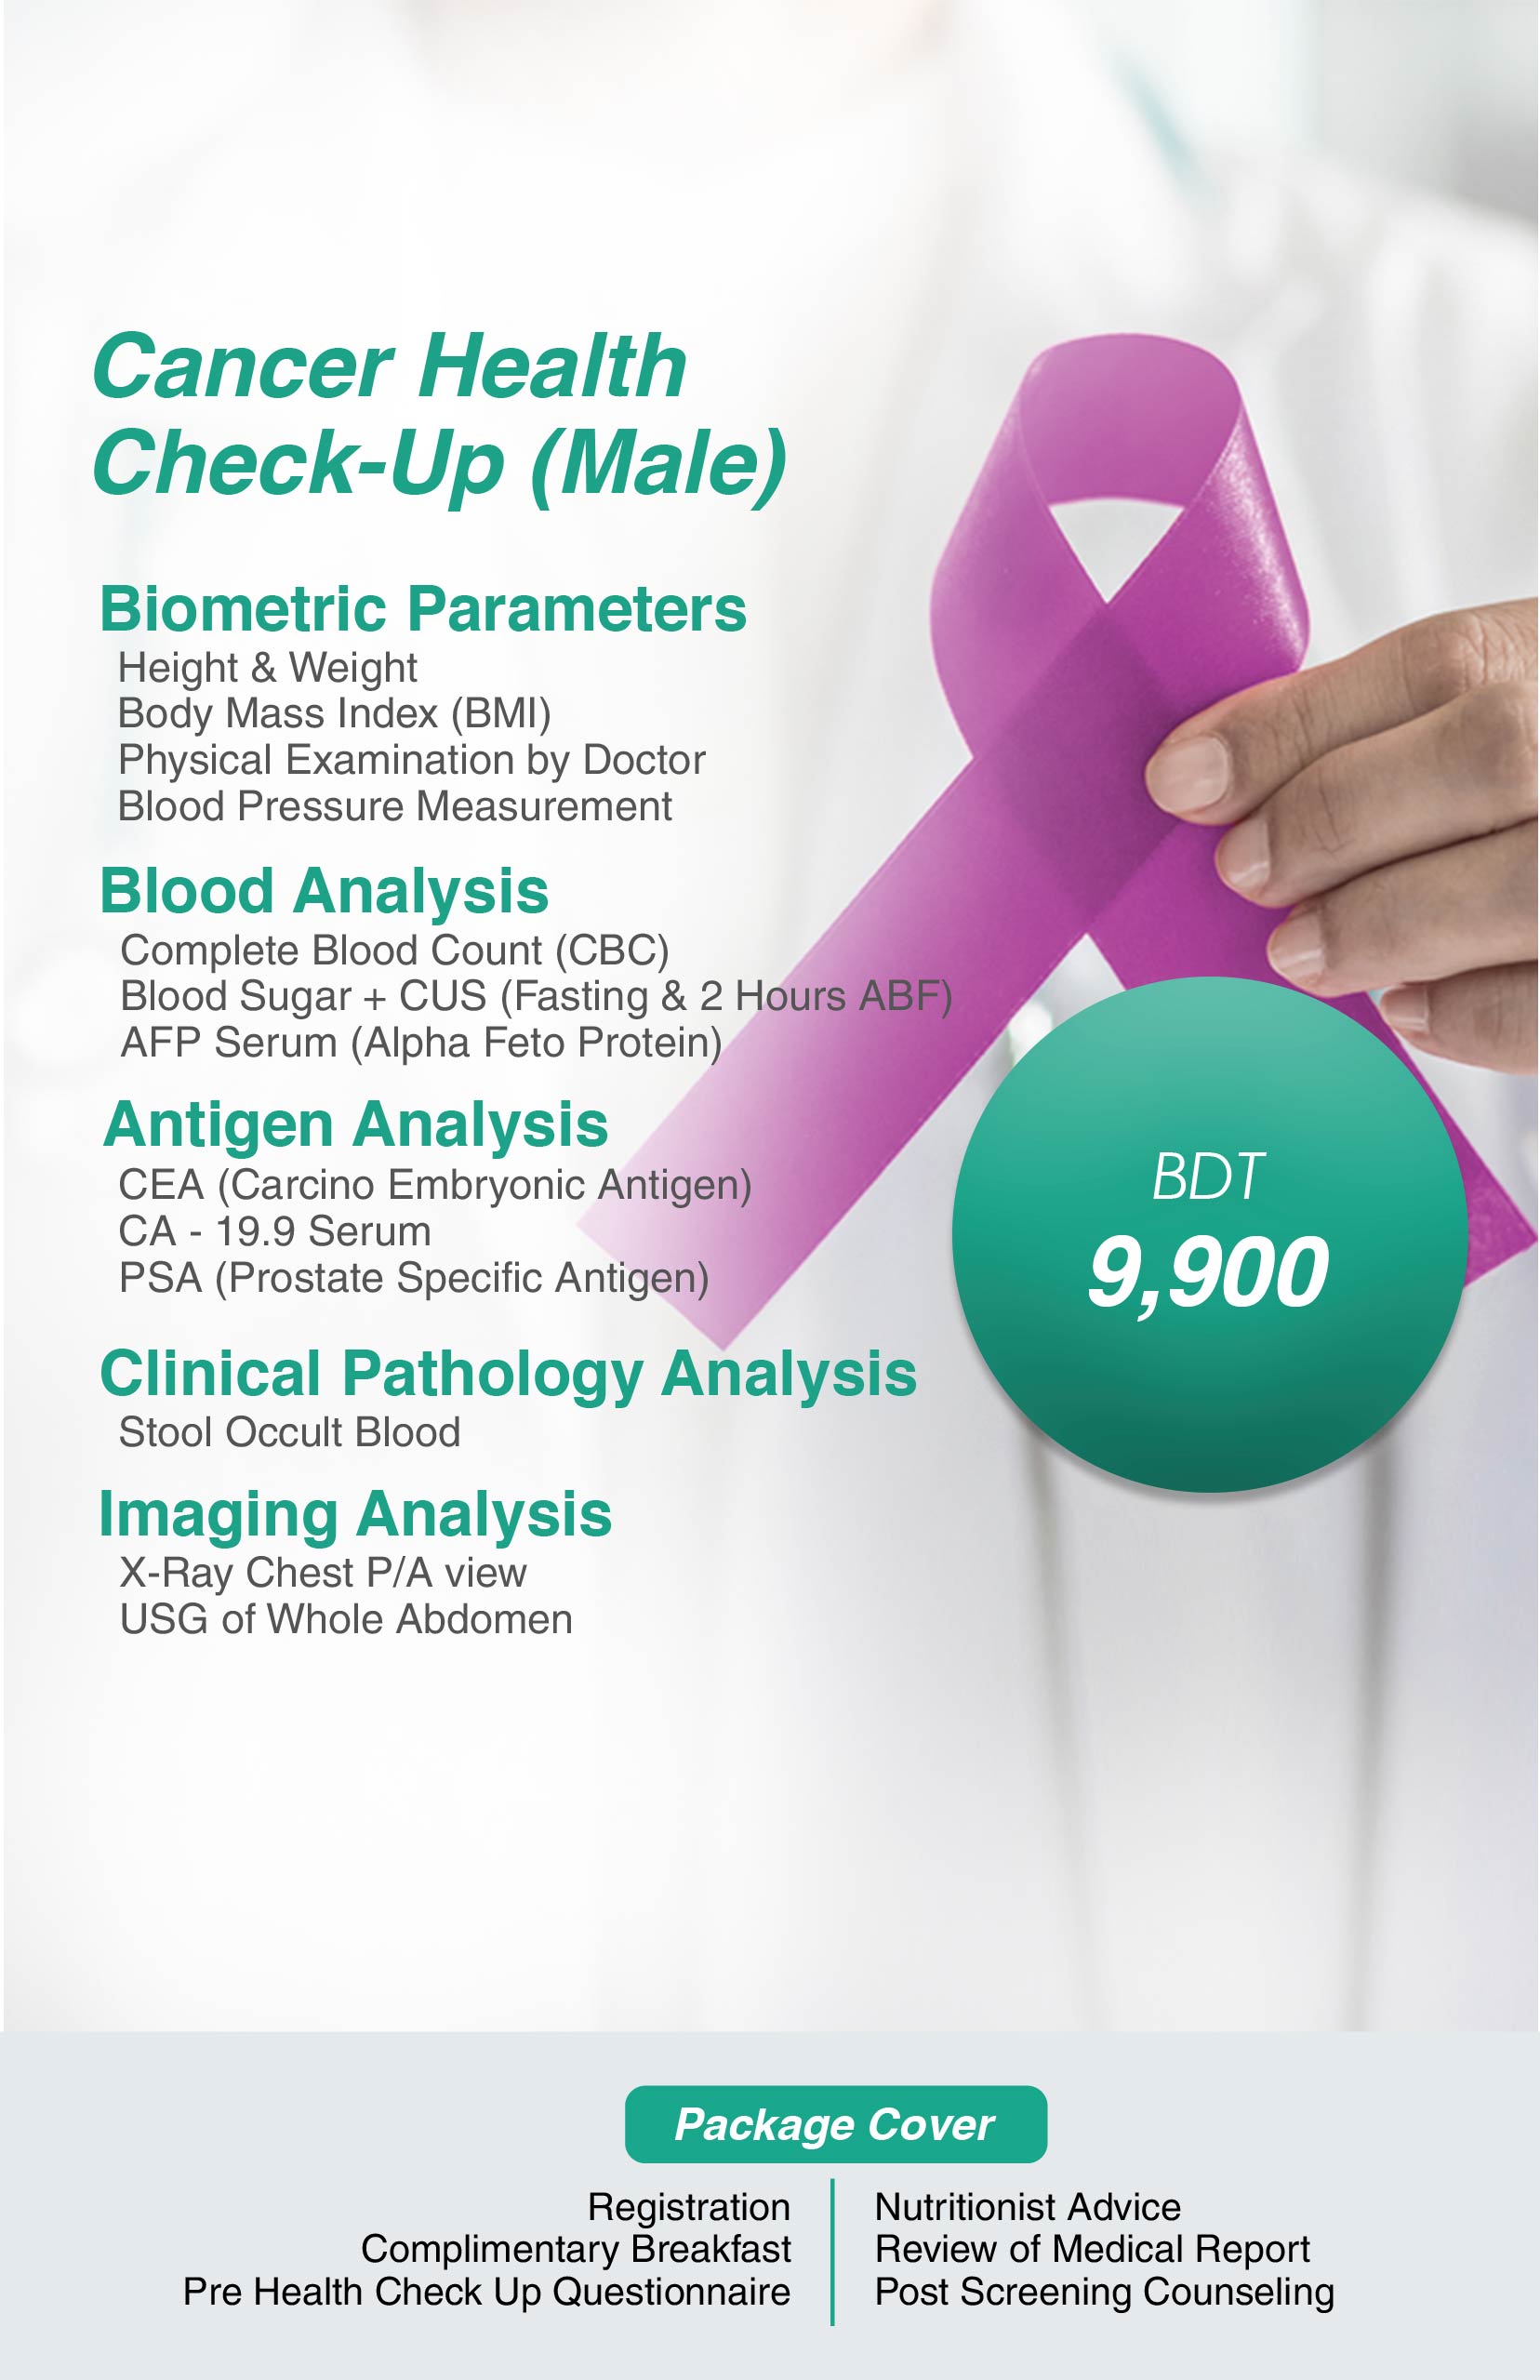 Cancer Health
Check-Up (Male)
Biometric Parameters
Height & Weight
Body Mass Index (BMI)
Physical Examination by Doctor
Blood Pressure Measurement
Blood Analysis
Complete Blood Count (CBC)
Blood Sugar + CUS (Fasting & 2 Hours ABF)
AFP Serum (Alpha Feto Protein)
Antigen Analysis
CEA (Carcino Embryonic Antigen)
CA - 19.9 Serum
PSA (Prostate Specific Antigen)
Clinical Pathology Analysis
Stool Occult Blood
Imaging Analysis
X-Ray Chest P/A view
USG of Whole Abdomen
BDT
9,900
Package Cover
Registration
Complimentary Breakfast
Pre Health Check Up Questionnaire
Nutritionist Advice
Review of Medical Report
Post Screening Counseling